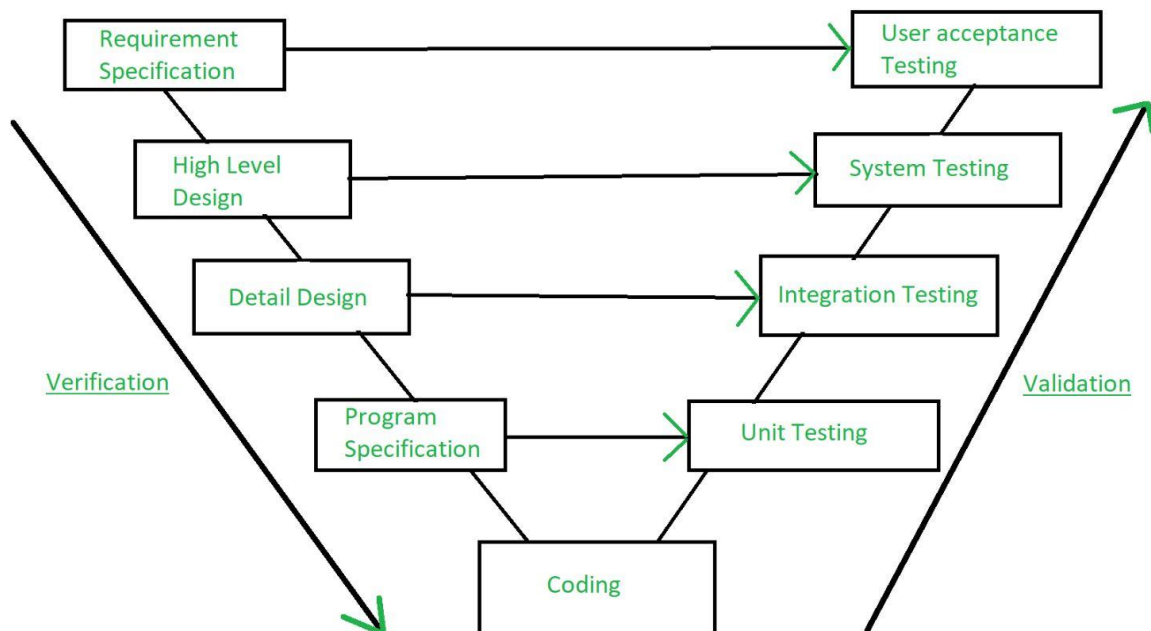 Requirement
Specification
User acceptance
Testing
High Level
Design
System Testing
Detail Design
Integration Testing
Verification
Validation
Program
Specification
Unit Testing
Coding